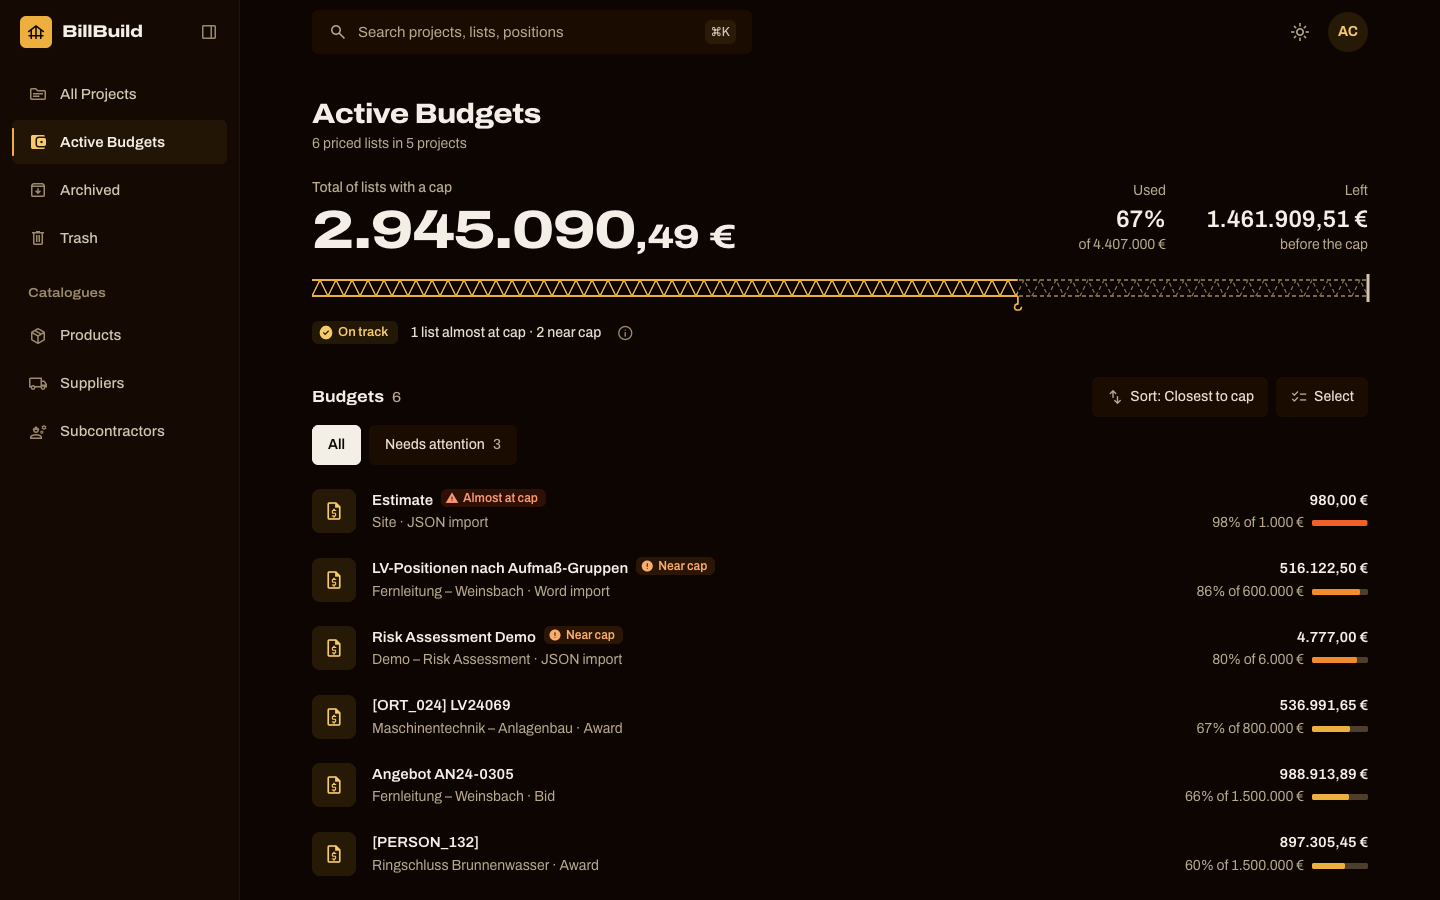 BillBuild
Search projects, lists, positions
⌘K
AC
All Projects
Active Budgets
Archived
Trash
Catalogues
Products
Suppliers
Subcontractors
Active Budgets
6 priced lists in 5 projects
Total of lists with a cap
2.945.090,49 €
Used
67%
of 4.407.000 €
Left
1.461.909,51 €
before the cap
On track
1 list almost at cap · 2 near cap
Budgets 6
Sort: Closest to cap
Select
All
Needs attention 3
Estimate Almost at cap
980,00 €
Site · JSON import
98% of 1.000 €
LV-Positionen nach Aufmaß-Gruppen Near cap
516.122,50 €
Fernleitung – Weinsbach · Word import
86% of 600.000 €
Risk Assessment Demo Near cap
4.777,00 €
Demo – Risk Assessment · JSON import
80% of 6.000 €
[ORT_024] LV24069
536.991,65 €
Maschinentechnik – Anlagenbau · Award
67% of 800.000 €
Angebot AN24-0305
988.913,89 €
Fernleitung – Weinsbach · Bid
66% of 1.500.000 €
[PERSON_132]
897.305,45 €
Ringschluss Brunnenwasser · Award
60% of 1.500.000 €